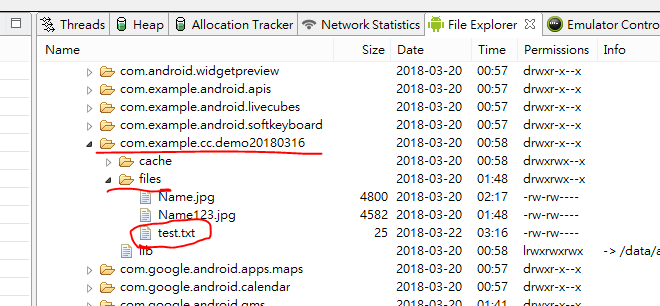 Threads Heap Allocation Tracker Network Statistics File Explorer Emulator Contro
Name Size Date Time Permissions Info
com.android.widgetpreview 2018-03-20 00:57 drwxr-x--x
com.example.android.apis 2018-03-20 00:57 drwxr-x--x
com.example.android.livecubes 2018-03-20 00:57 drwxr-x--x
com.example.android.softkeyboard 2018-03-20 00:57 drwxr-x--x
com.example.cc.demo20180316 2018-03-20 00:58 drwxr-x--x
cache 2018-03-20 00:58 drwxrwx--x
files 2018-03-20 01:48 drwxrwx--x
Name.jpg 4800 2018-03-20 02:17 -rw-rw----
Name123.jpg 4582 2018-03-20 01:48 -rw-rw----
test.txt 25 2018-03-22 03:16 -rw-rw----
lib 2018-03-20 00:58 lrwxrwxrwx -> /data/a
com.google.android.apps.maps 2018-03-20 00:58 drwxr-x--x
com.google.android.calendar 2018-03-20 00:58 drwxr-x--x
com.google.android.gms 2018-03-20 01:41 drwxr-x--x